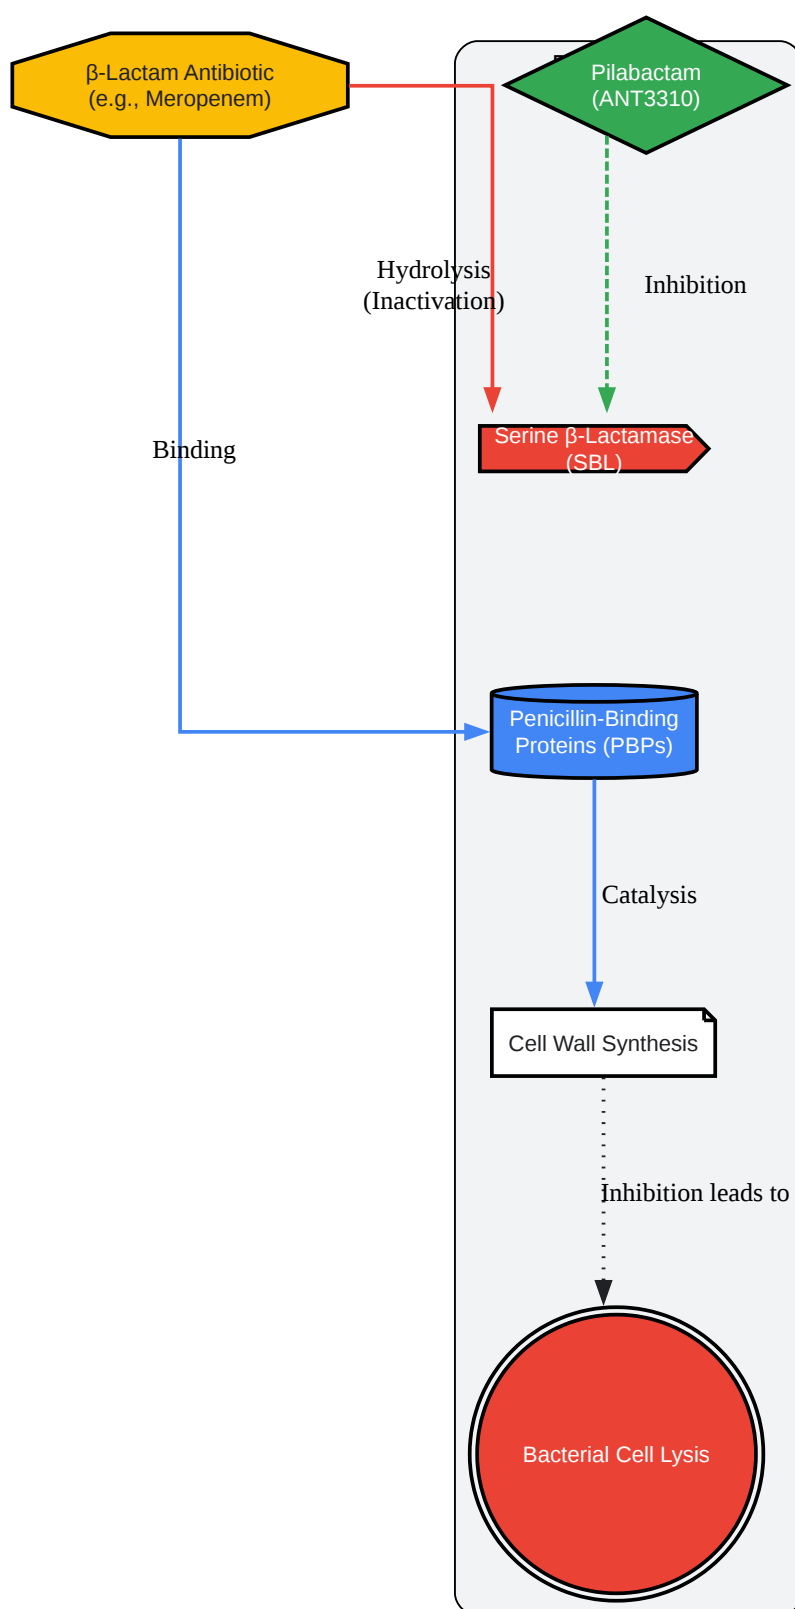 β-Lactam Antibiotic
(e.g., Meropenem)
Pilabactam
(ANT3310)
Hydrolysis
(Inactivation)
Inhibition
Serine β-Lactamase
(SBL)
Binding
Penicillin-Binding
Proteins (PBPs)
Catalysis
Cell Wall Synthesis
Inhibition leads to
Bacterial Cell Lysis